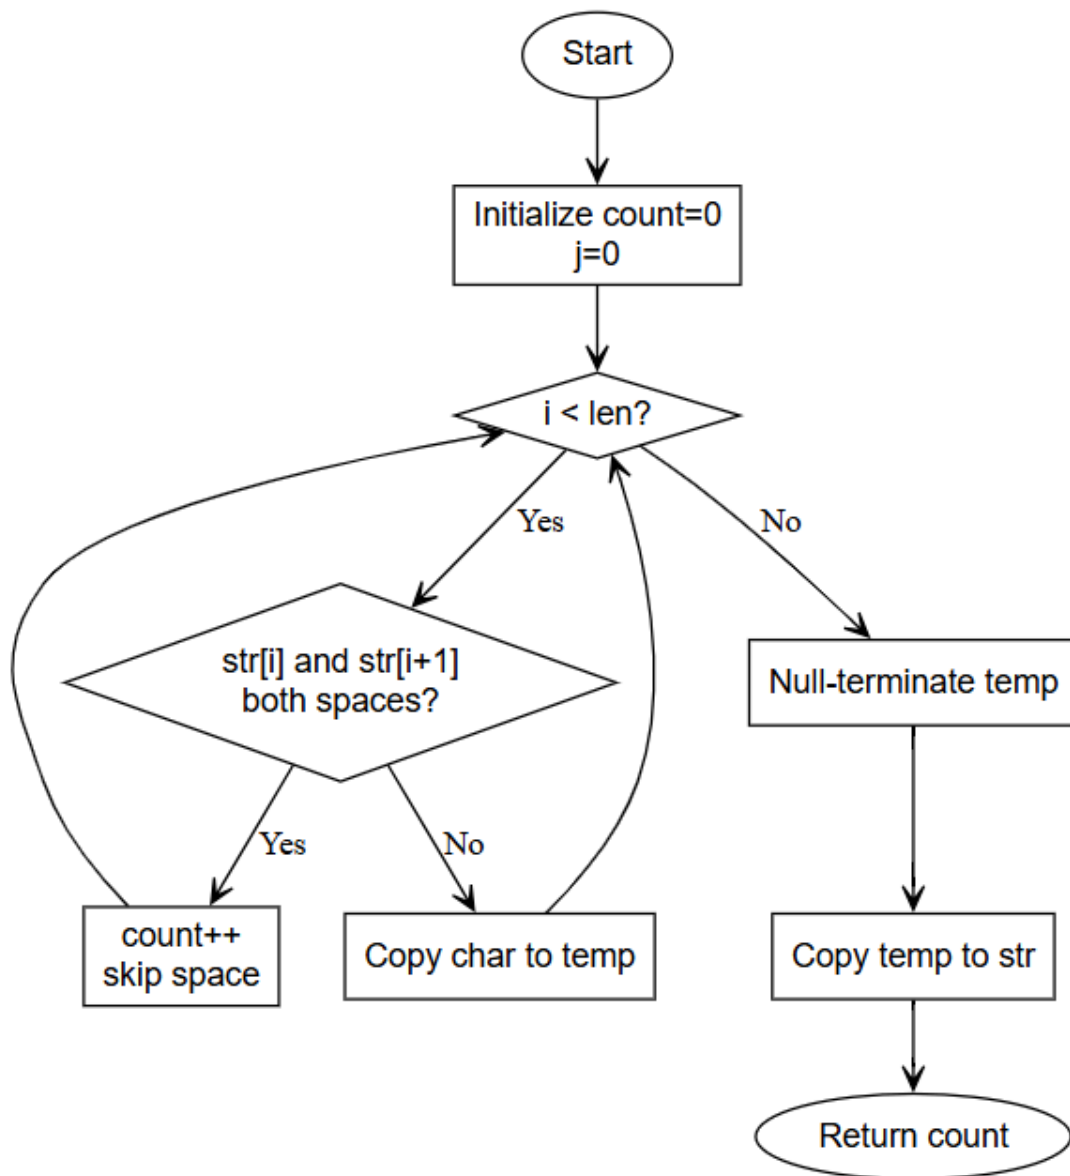 Start
Initialize count=0
j=0
i < len?
Yes
No
str[i] and str[i+1]
both spaces?
Null-terminate temp
Yes
No
count++
skip space
Copy char to temp
Copy temp to str
Return count